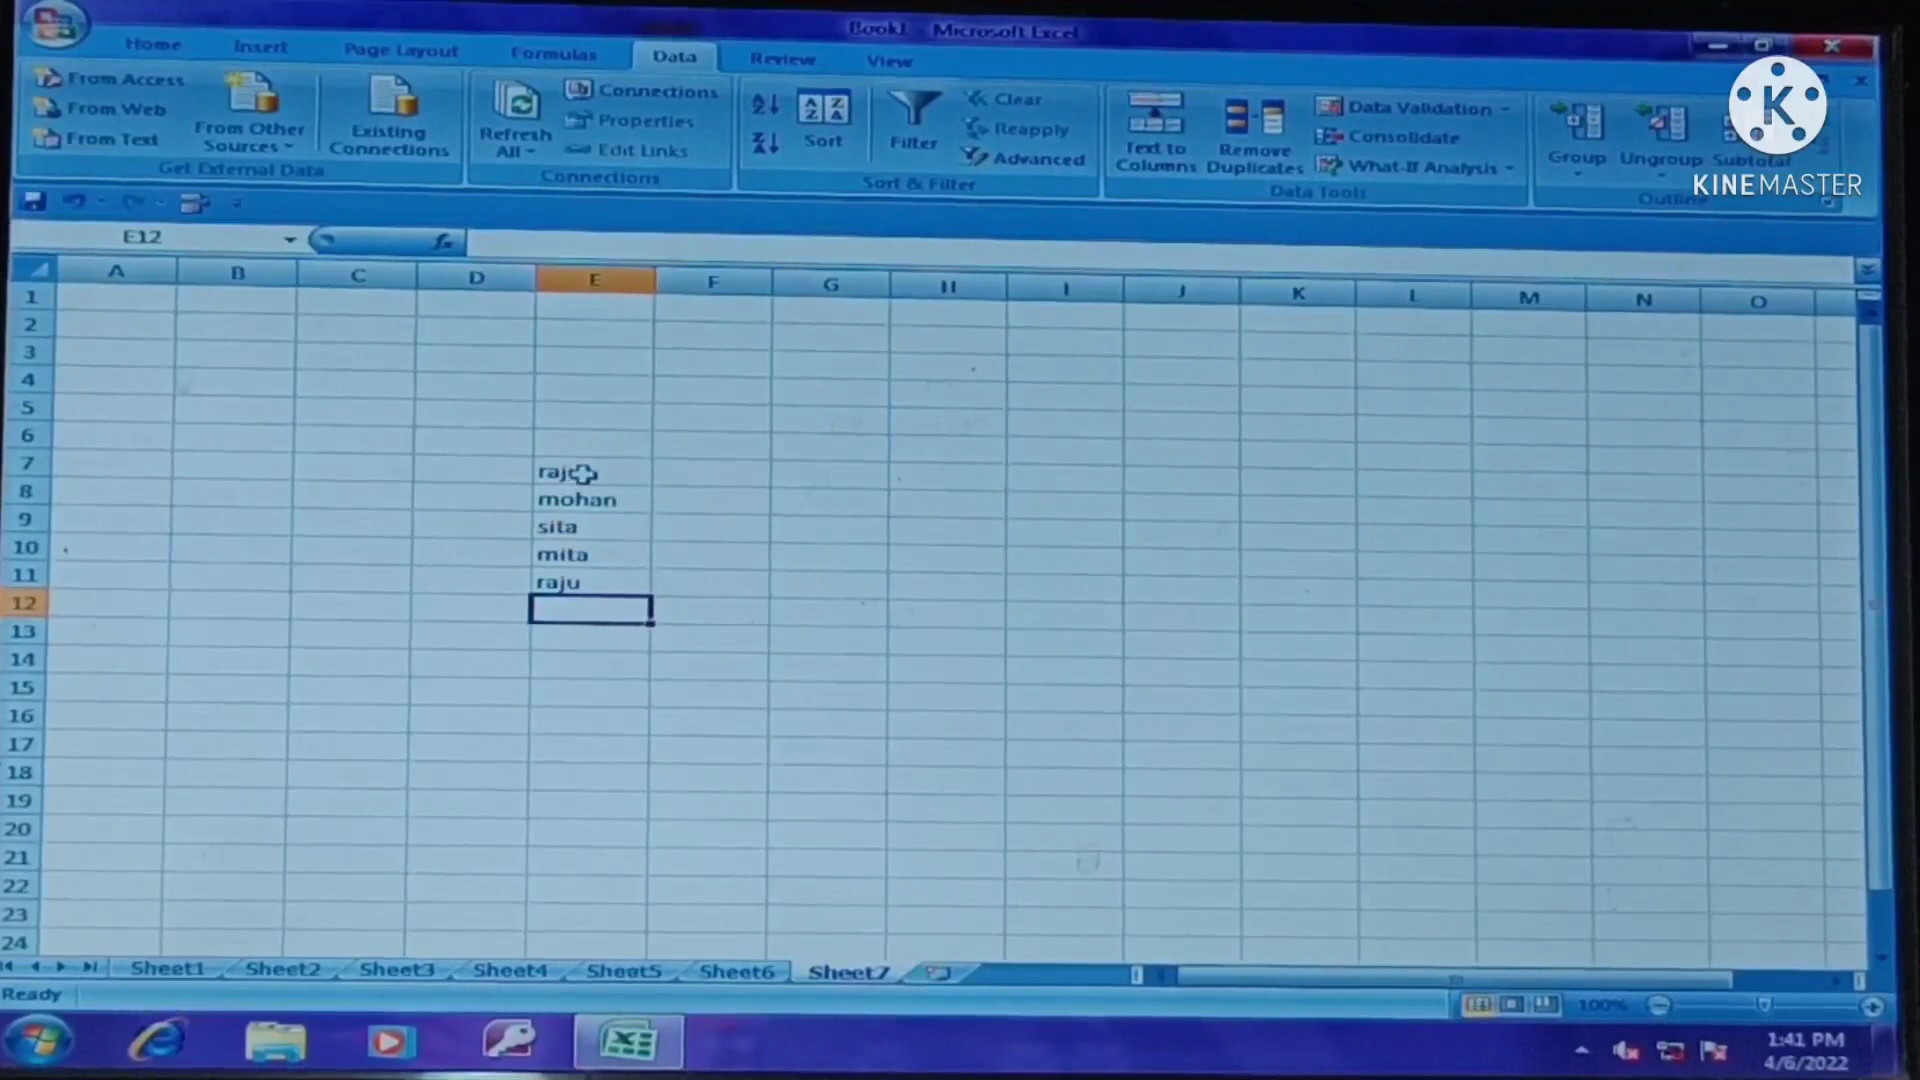 Book1 - Microsoft Excel
Home Insert Page Layout Formulas Data Review View
From Access
From Web
From Text
From Other Sources
Existing Connections
Get External Data
Refresh All
Connections
Properties
Edit Links
Connections
Sort
Filter
Clear
Reapply
Advanced
Sort & Filter
Text to Columns
Remove Duplicates
Data Validation
Consolidate
What-If Analysis
Data Tools
Group
Ungroup
Subtotal
KINEMASTER
E12
fx
A B C D E F G H I J K L M N O
1
2
3
4
5
6
7
8 mohan
9 sita
10 mita
11 raju
12
13
14
15
16
17
18
19
20
21
22
23
24
Sheet1 Sheet2 Sheet3 Sheet4 Sheet5 Sheet6 Sheet7
Ready
100%
1:41 PM
4/6/2022